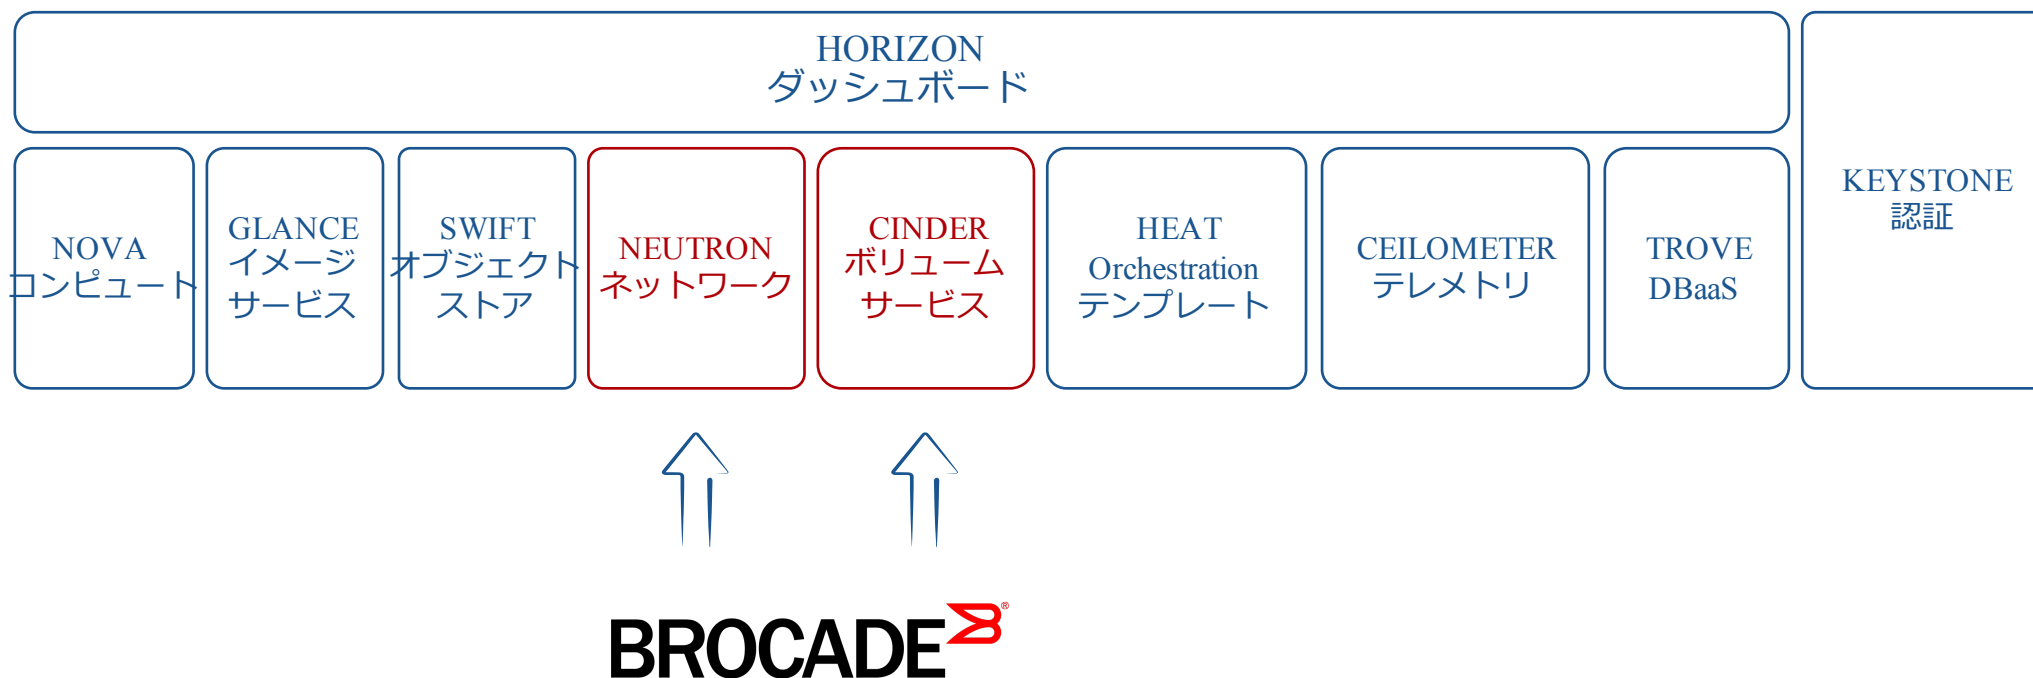 HORIZON
ダッシュボード
NOVA
コンピュート
GLANCE
イメージ
サービス
SWIFT
オブジェクト
ストア
NEUTRON
ネットワーク
CINDER
ボリューム
サービス
HEAT
Orchestration
テンプレート
CEILOMETER
テレメトリ
TROVE
DBaaS
KEYSTONE
認証
BROCADE®